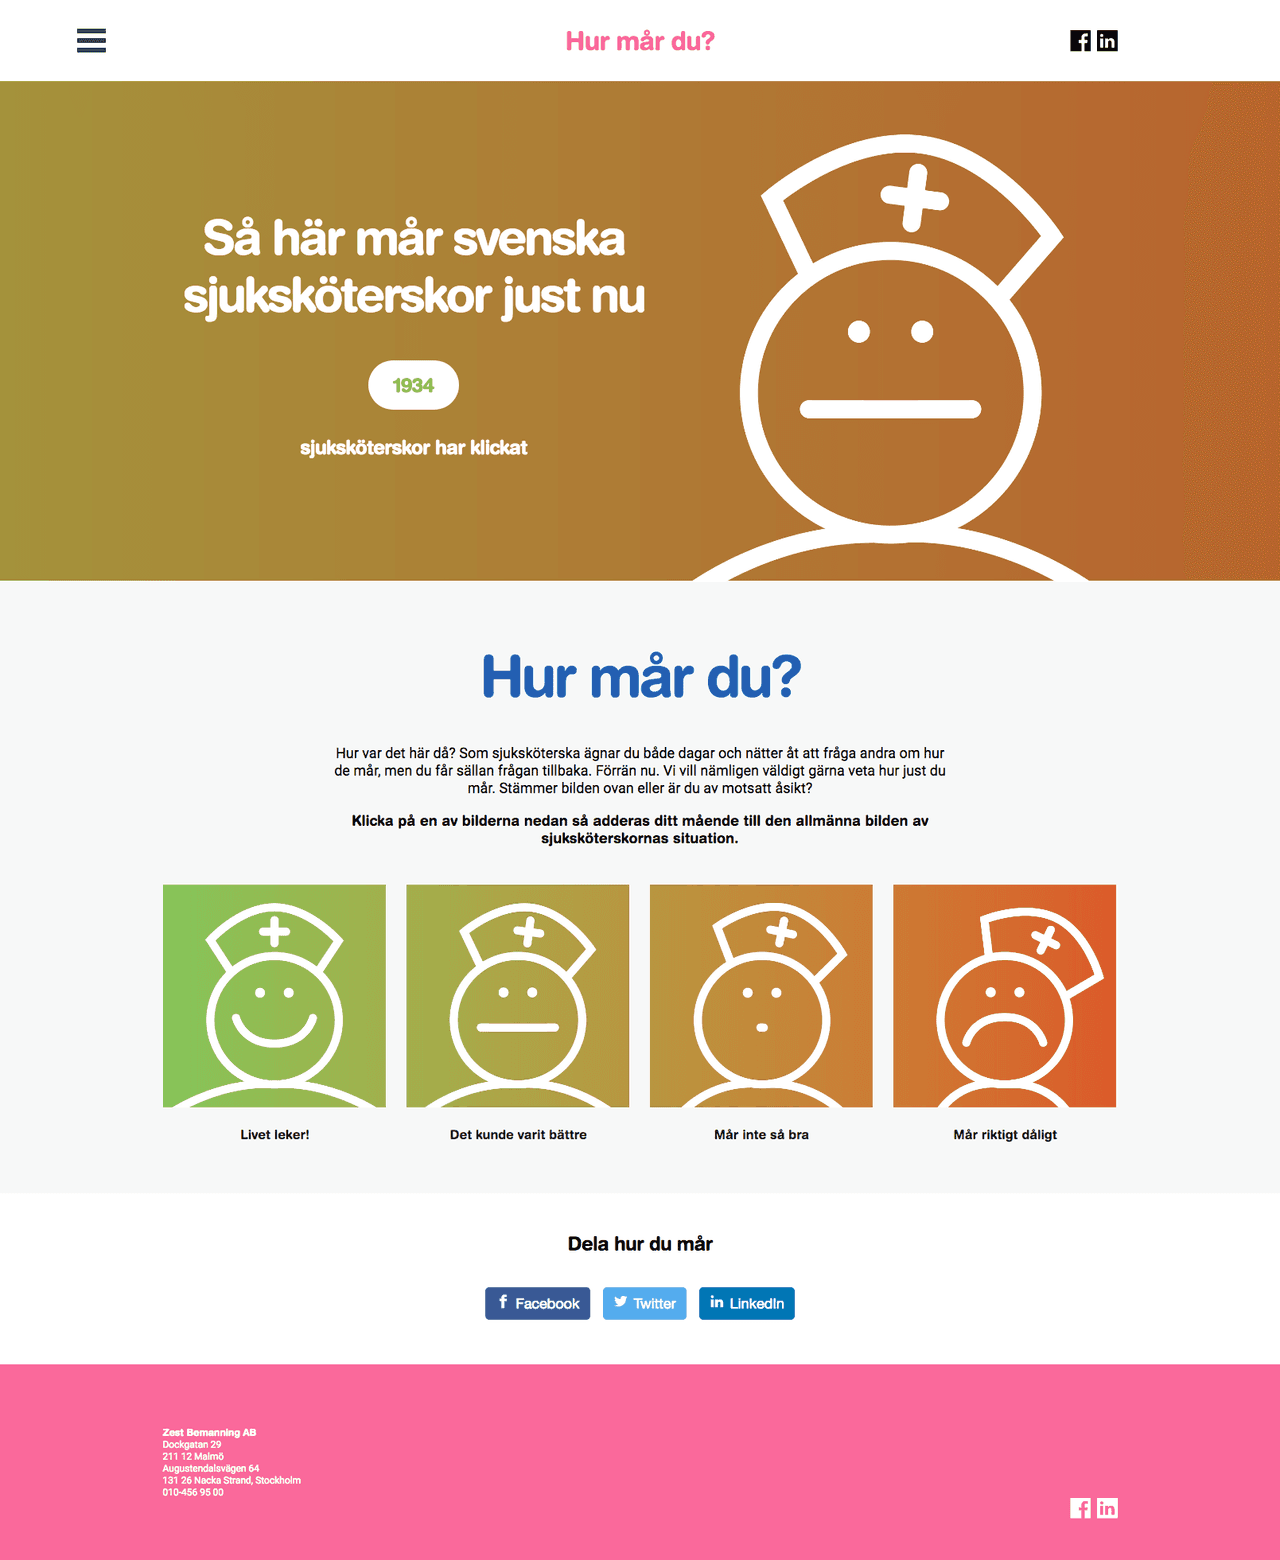 Hur mår du?
Så här mår svenska
sjuksköterskor just nu
1934
sjuksköterskor har klickat
Hur mår du?
Hur var det här då? Som sjuksköterska ägnar du både dagar och nätter åt att fråga andra om hur
de mår, men du får sällan frågan tillbaka. Förrän nu. Vi vill nämligen väldigt gärna veta hur just du
mår. Stämmer bilden ovan eller är du av motsatt åsikt?
Klicka på en av bilderna nedan så adderas ditt mående till den allmänna bilden av
sjuksköterskornas situation.
Livet leker!
Det kunde varit bättre
Mår inte så bra
Mår riktigt dåligt
Dela hur du mår
Facebook
Twitter
LinkedIn
Zest Bemanning AB
Dockgatan 29
211 12 Malmö
Augustendalsvägen 64
131 26 Nacka Strand, Stockholm
010-456 95 00